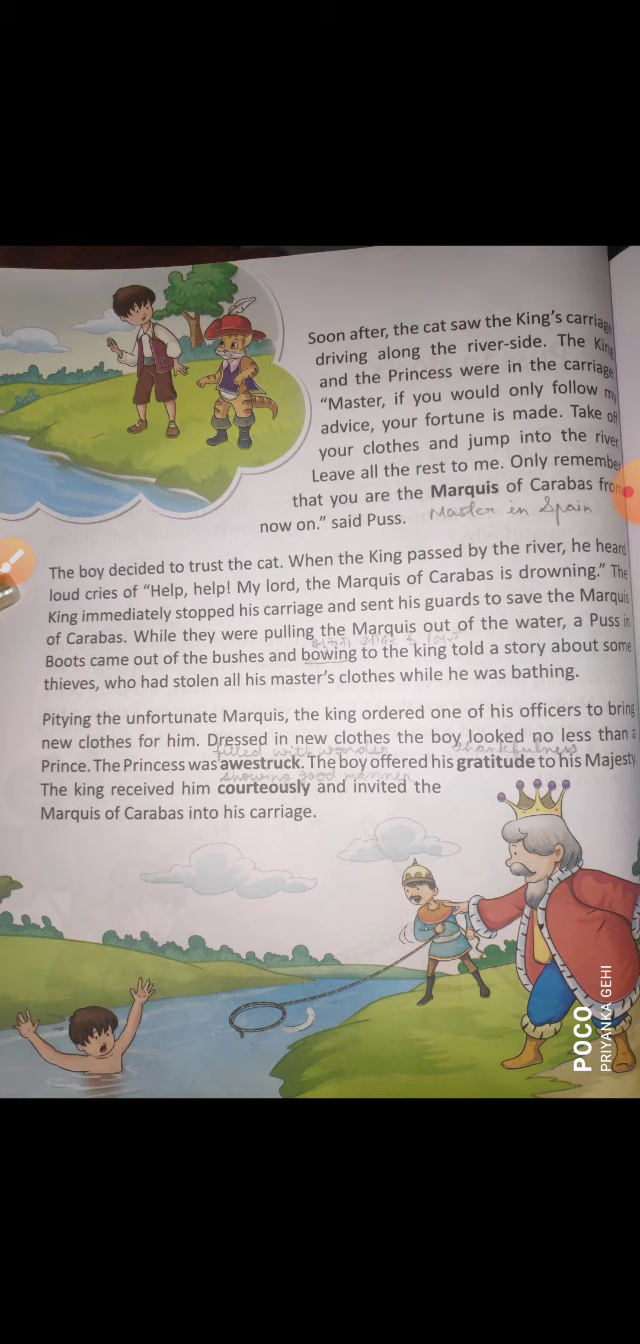 Soon after, the cat saw the King's carriage
driving along the river-side. The King
and the Princess were in the carriage
"Master, if you would only follow my
advice, your fortune is made. Take off
your clothes and jump into the river
Leave all the rest to me. Only remember
that you are the Marquis of Carabas from
now on." said Puss. Master in Spain
The boy decided to trust the cat. When the King passed by the river, he heard
loud cries of "Help, help! My lord, the Marquis of Carabas is drowning." The
King immediately stopped his carriage and sent his guards to save the Marquis
of Carabas. While they were pulling the Marquis out of the water, a Puss in
Boots came out of the bushes and bowing to the king told a story about some
thieves, who had stolen all his master's clothes while he was bathing.
Pitying the unfortunate Marquis, the king ordered one of his officers to bring
new clothes for him. Dressed in new clothes the boy looked no less than a
filled with wonder thankfulness
Prince. The Princess was awestruck. The boy offered his gratitude to his Majesty
showing good manner
The king received him courteously and invited the
Marquis of Carabas into his carriage.
POCO
PRIYANKA GEHI